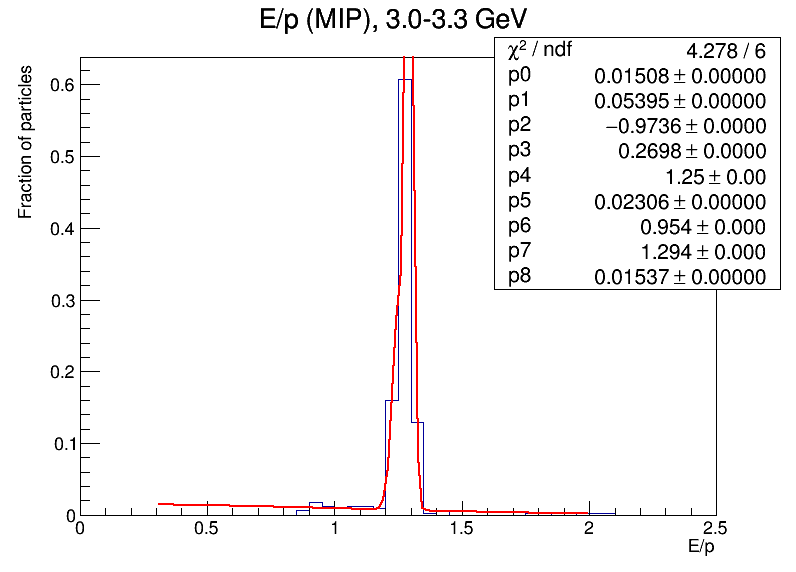 E/p (MIP), 3.0-3.3 GeV
χ² / ndf 4.278 / 6
p0 0.01508 ± 0.00000
p1 0.05395 ± 0.00000
p2 −0.9736 ± 0.0000
p3 0.2698 ± 0.0000
p4 1.25 ± 0.00
p5 0.02306 ± 0.00000
p6 0.954 ± 0.000
p7 1.294 ± 0.000
p8 0.01537 ± 0.00000
Fraction of particles
0.6
0.5
0.4
0.3
0.2
0.1
0
0 0.5 1 1.5 2 2.5
E/p